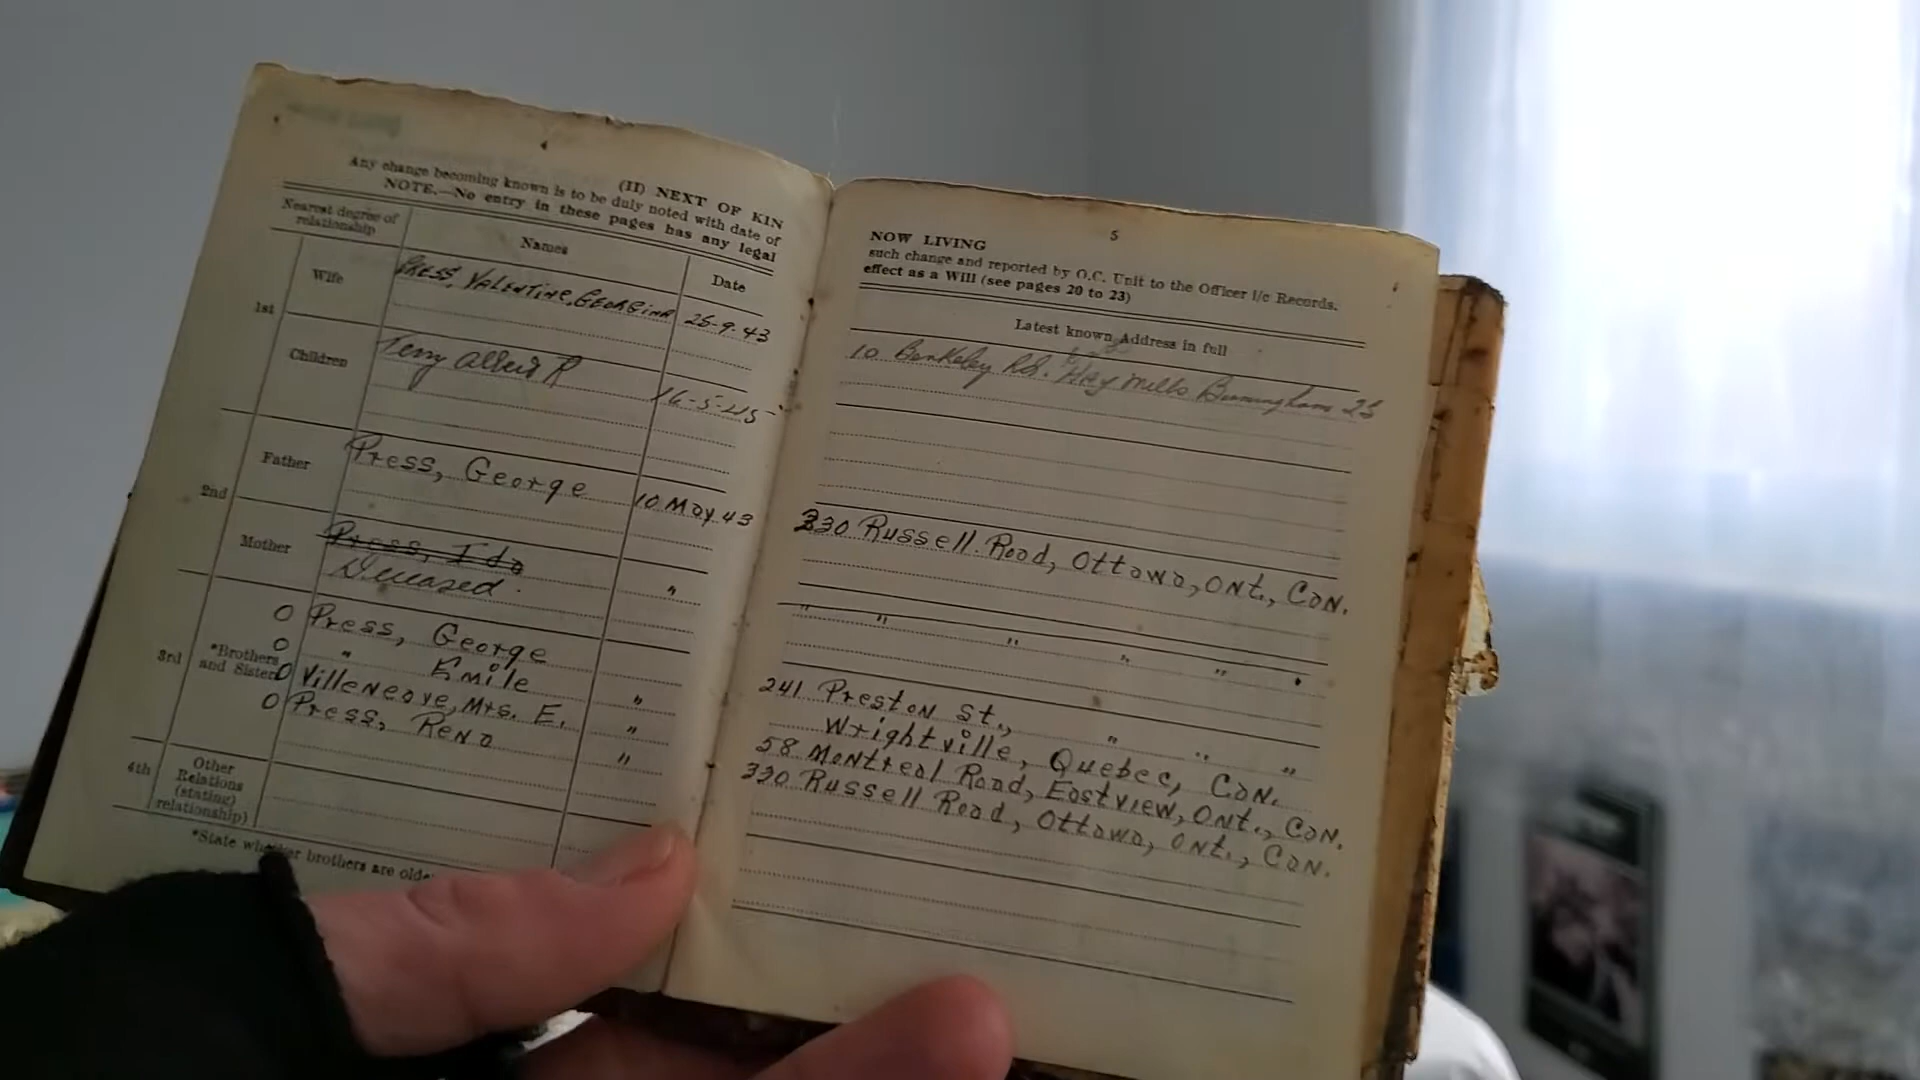 4
(II) NEXT OF KIN
Any change becoming known is to be duly noted with date of
NOTE.—No entry in these pages has any legal
Nearest degree of
relationship
Names
Date
1st
Wife
PRESS, VALENTINE, GEORGINA
25-9-43
Children
Terry R
16-5-45
2nd
Father
Press, George
10 May 43
Mother
Press, Ida
Deceased.
"
3rd
*Brothers
and Sisters
O Press, George
O " Emile "
O Villeneove, Mrs. E. "
O Press, Reno "
4th
Other
Relations
(stating)
relationship)
*State whether brothers are
5
NOW LIVING
such change and reported by O.C. Unit to the Officer i/c Records.
effect as a Will (see pages 20 to 23)
Latest known Address in full
10 Berkeley Rd. Hay Mills Birmingham 25
330 Russell Road, Ottawa, Ont., Can.
" " " " " "
241 Preston St., " " "
Wrightville, Quebec, Can.
58 Montreal Road, Eastview, Ont., Can.
330 Russell Road, Ottawa, Ont., Can.